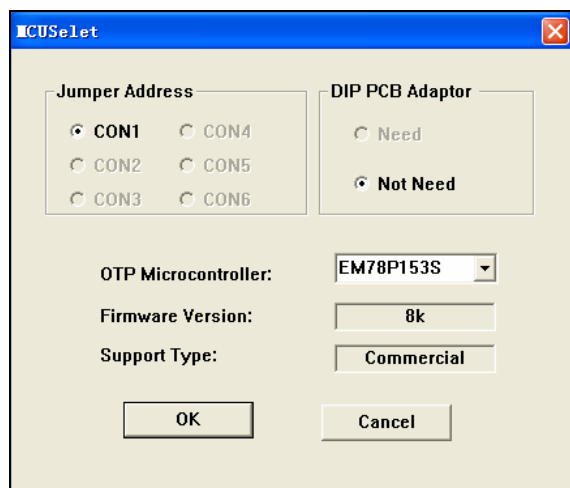 MCUSelet
Jumper Address
CON1 CON4
CON2 CON5
CON3 CON6
DIP PCB Adaptor
Need
Not Need
OTP Microcontroller: EM78P153S
Firmware Version: 8k
Support Type: Commercial
OK Cancel